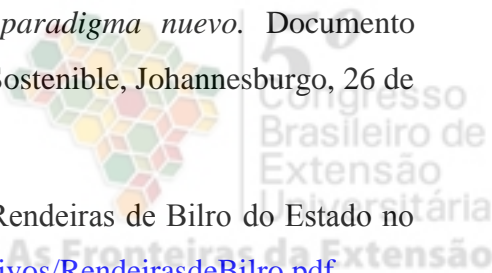 paradigma nuevo. Documento
5º
Sostenible, Johannesburgo, 26 de
Congresso
Brasileiro de
Extensão
Rendeiras de Bilro do Estado no
Universitária
As Fronteiras da Extensão
ivos/RendeirasdeBilro.pdf